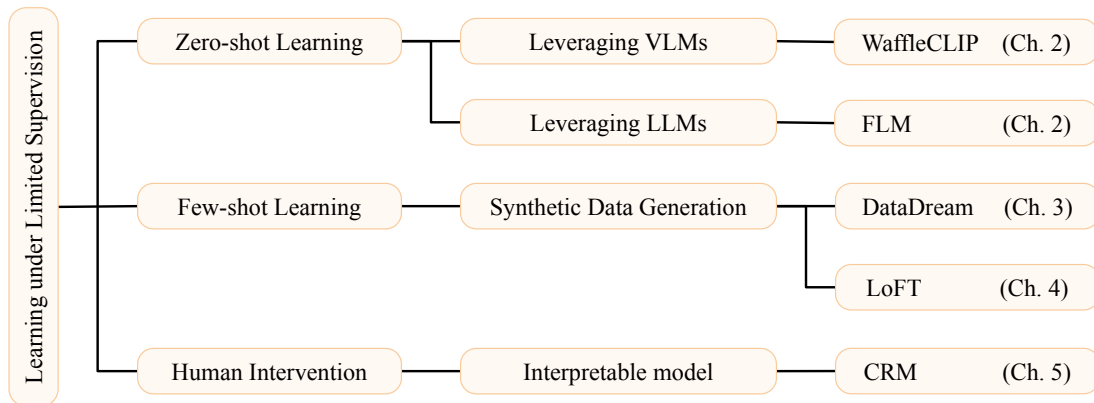 Learning under Limited Supervision
Zero-shot Learning
Leveraging VLMs
WaffleCLIP (Ch. 2)
Leveraging LLMs
FLM (Ch. 2)
Few-shot Learning
Synthetic Data Generation
DataDream (Ch. 3)
LoFT (Ch. 4)
Human Intervention
Interpretable model
CRM (Ch. 5)